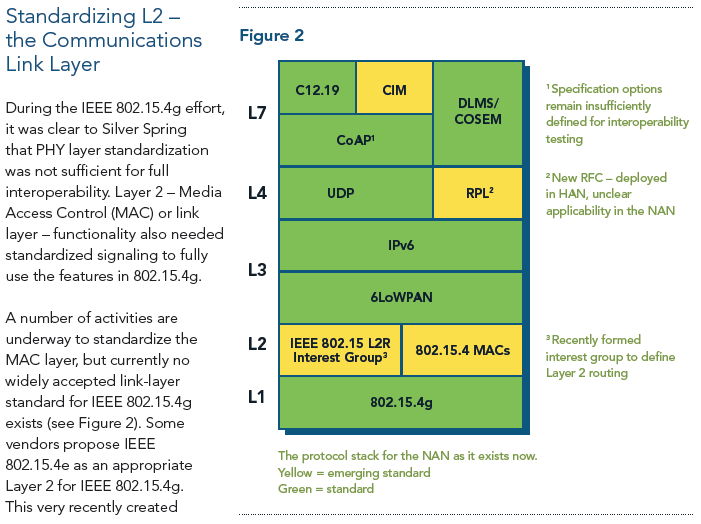 Standardizing L2 –
the Communications
Link Layer
During the IEEE 802.15.4g effort,
it was clear to Silver Spring
that PHY layer standardization
was not sufficient for full
interoperability. Layer 2 – Media
Access Control (MAC) or link
layer – functionality also needed
standardized signaling to fully
use the features in 802.15.4g.
A number of activities are
underway to standardize the
MAC layer, but currently no
widely accepted link-layer
standard for IEEE 802.15.4g
exists (see Figure 2). Some
vendors propose IEEE
802.15.4e as an appropriate
Layer 2 for IEEE 802.15.4g.
This very recently created
Figure 2
L7
C12.19
CIM
DLMS/
COSEM
CoAP¹
L4
UDP
RPL²
L3
IPv6
6LoWPAN
L2
IEEE 802.15 L2R
Interest Group³
802.15.4 MACs
L1
802.15.4g
¹ Specification options
remain insufficiently
defined for interoperability
testing
² New RFC – deployed
in HAN, unclear
applicability in the NAN
³ Recently formed
interest group to define
Layer 2 routing
The protocol stack for the NAN as it exists now.
Yellow = emerging standard
Green = standard